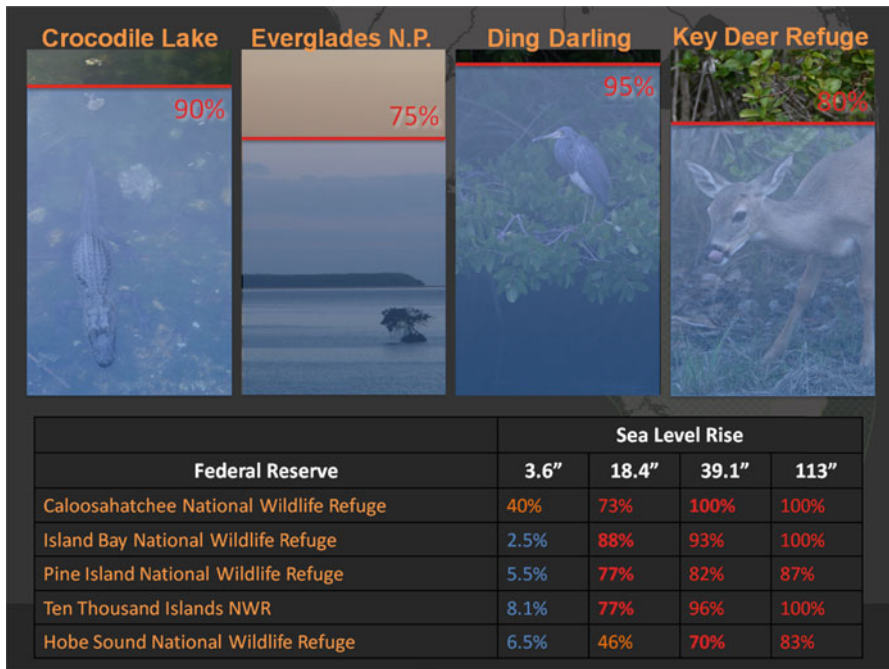 Crocodile Lake Everglades N.P. Ding Darling Key Deer Refuge
90% 75% 95% 80%
Sea Level Rise
Federal Reserve 3.6” 18.4” 39.1” 113”
Caloosahatchee National Wildlife Refuge 40% 73% 100% 100%
Island Bay National Wildlife Refuge 2.5% 88% 93% 100%
Pine Island National Wildlife Refuge 5.5% 77% 82% 87%
Ten Thousand Islands NWR 8.1% 77% 96% 100%
Hobe Sound National Wildlife Refuge 6.5% 46% 70% 83%